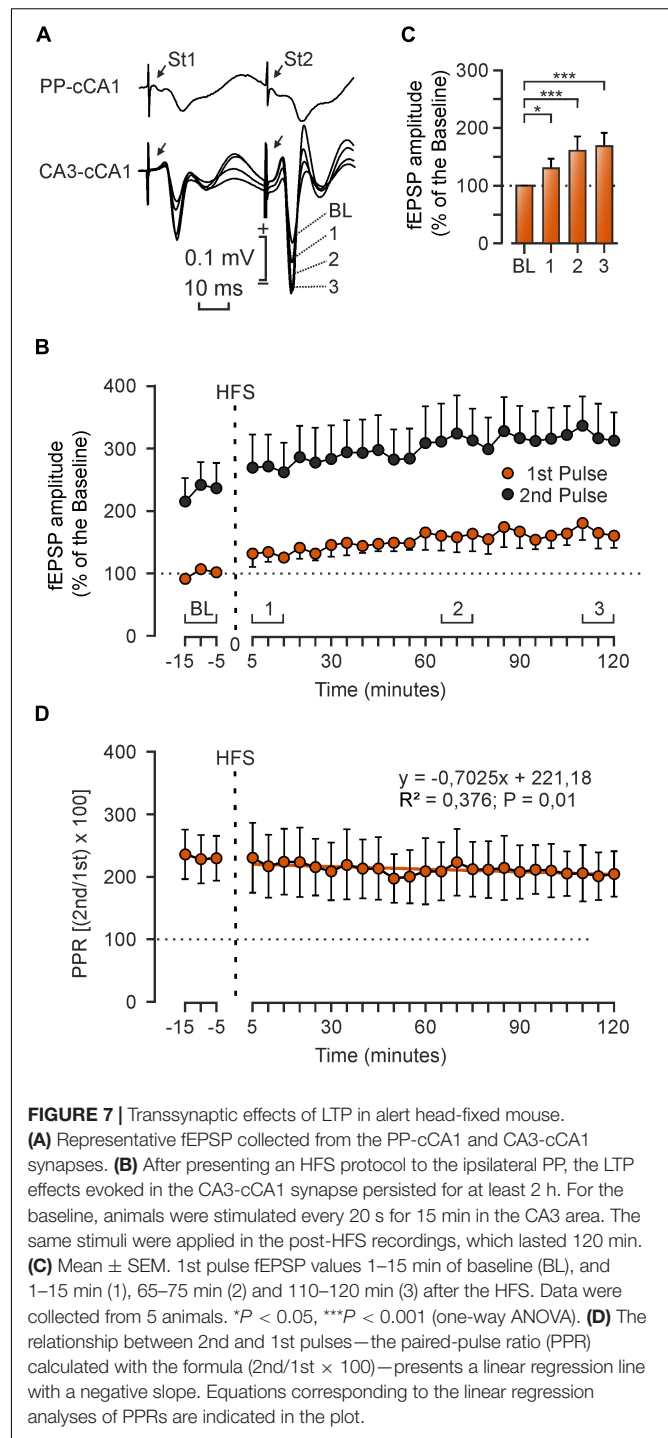 A
St1
St2
PP-cCA1
CA3-cCA1
BL
1
2
3
+
0.1 mV
–
10 ms
C
fEPSP amplitude
(% of the Baseline)
300
200
100
0
***
***
*
BL 1 2 3
B
HFS
fEPSP amplitude
(% of the Baseline)
400
300
200
100
0
1st Pulse
2nd Pulse
BL
1
2
3
-15 -5 0 5 30 60 90 120
Time (minutes)
D
HFS
y = -0,7025x + 221,18
R² = 0,376; P = 0,01
PPR [(2nd/1st) x 100]
400
300
200
100
0
-15 -5 5 30 60 90 120
Time (minutes)
FIGURE 7 | Transsynaptic effects of LTP in alert head-fixed mouse.
(A) Representative fEPSP collected from the PP-cCA1 and CA3-cCA1
synapses. (B) After presenting an HFS protocol to the ipsilateral PP, the LTP
effects evoked in the CA3-cCA1 synapse persisted for at least 2 h. For the
baseline, animals were stimulated every 20 s for 15 min in the CA3 area. The
same stimuli were applied in the post-HFS recordings, which lasted 120 min.
(C) Mean ± SEM. 1st pulse fEPSP values 1–15 min of baseline (BL), and
1–15 min (1), 65–75 min (2) and 110–120 min (3) after the HFS. Data were
collected from 5 animals. *P < 0.05, ***P < 0.001 (one-way ANOVA). (D) The
relationship between 2nd and 1st pulses—the paired-pulse ratio (PPR)
calculated with the formula (2nd/1st × 100)—presents a linear regression line
with a negative slope. Equations corresponding to the linear regression
analyses of PPRs are indicated in the plot.